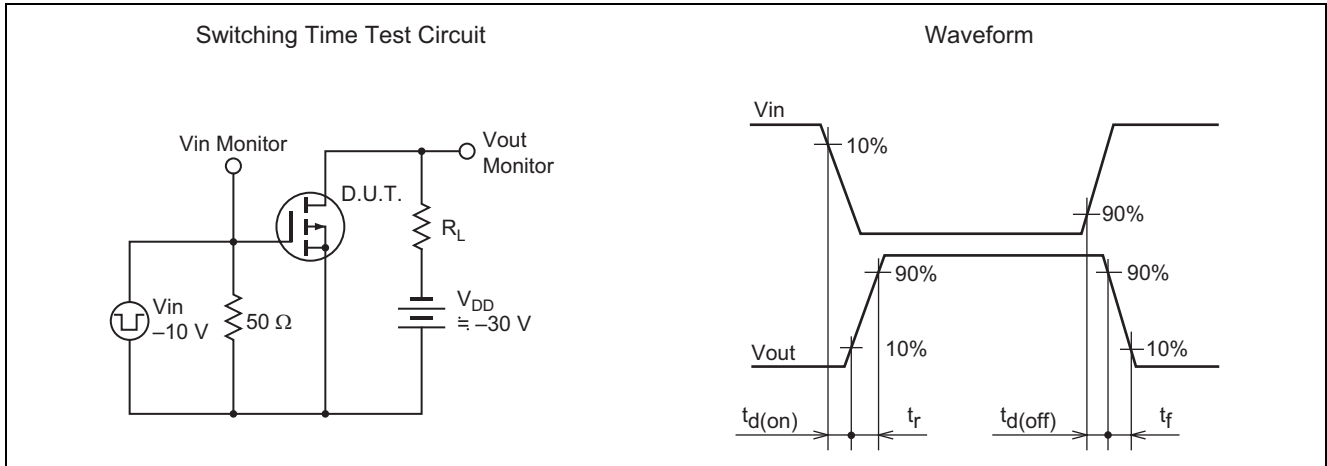 Switching Time Test Circuit
Vin Monitor
D.U.T.
Vout
Monitor
RL
Vin
–10 V
50 Ω
VDD
≒ –30 V
Waveform
Vin
10%
90%
90%
90%
Vout
10%
10%
td(on)
tr
td(off)
tf